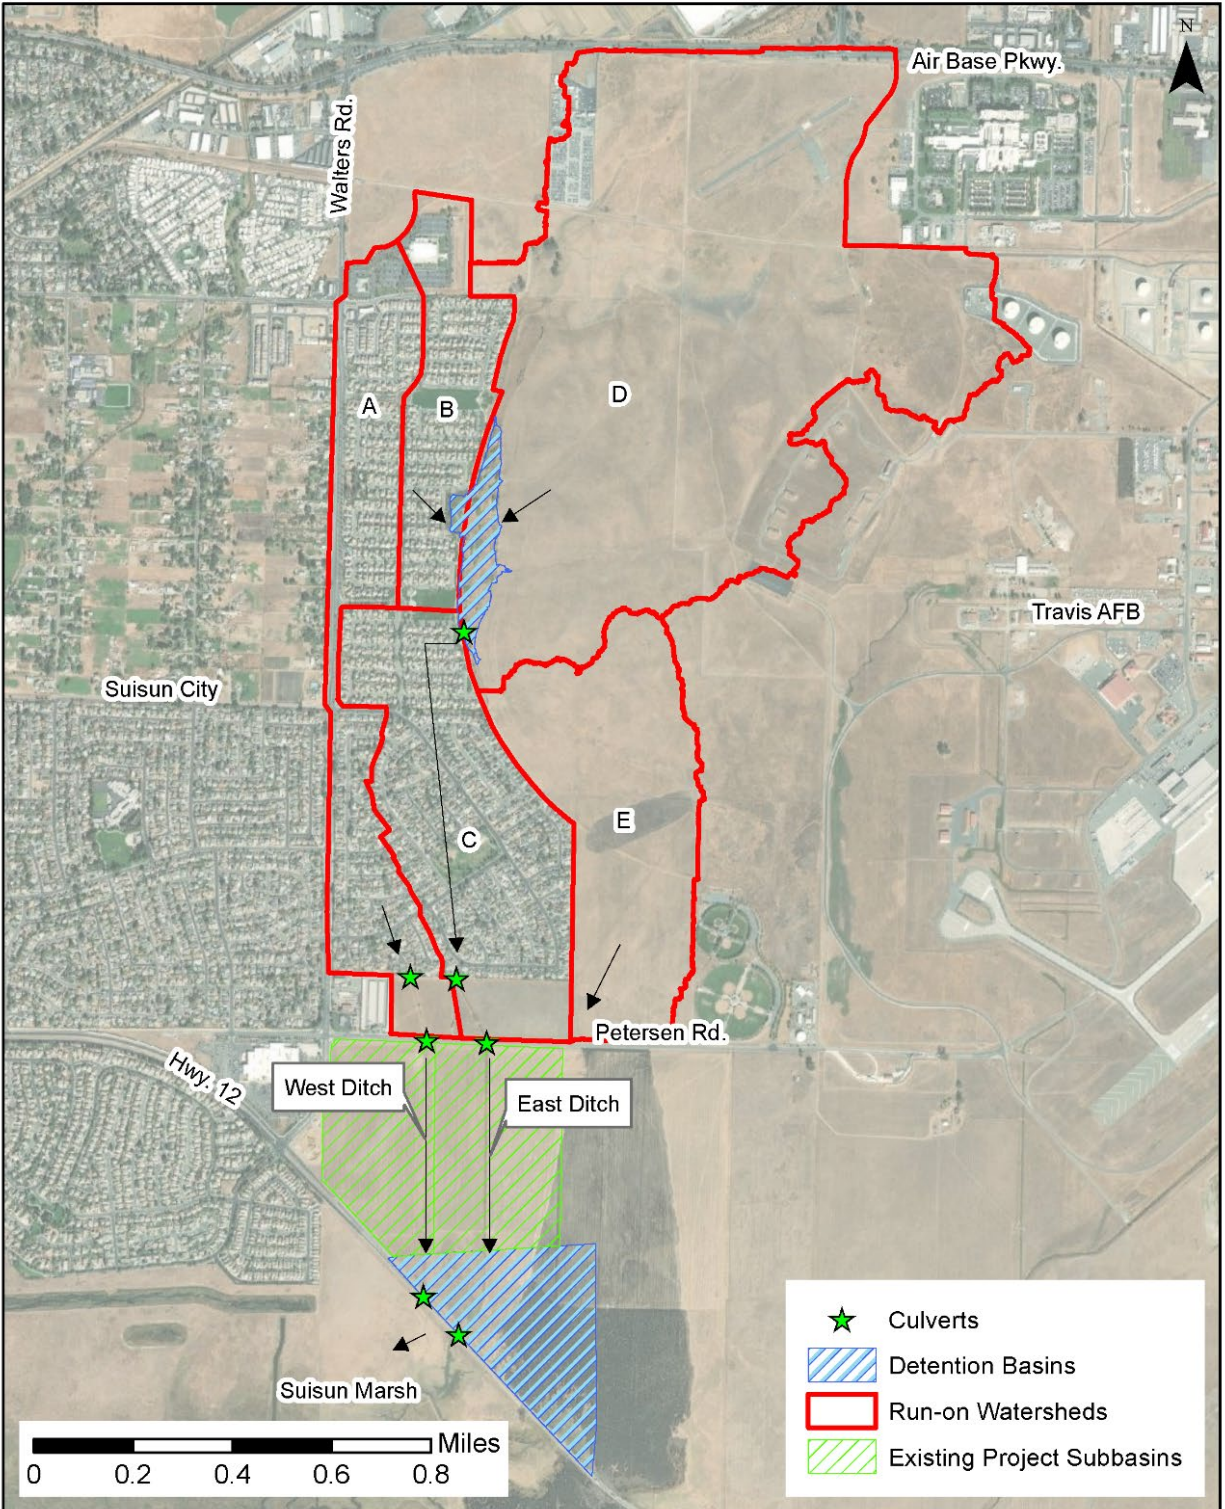 N
Air Base Pkwy.
Walters Rd.
D
A
B
Travis AFB
Suisun City
E
C
Petersen Rd.
Hwy. 12
West Ditch
East Ditch
Suisun Marsh
Culverts
Detention Basins
Run-on Watersheds
Existing Project Subbasins
Miles
0 0.2 0.4 0.6 0.8